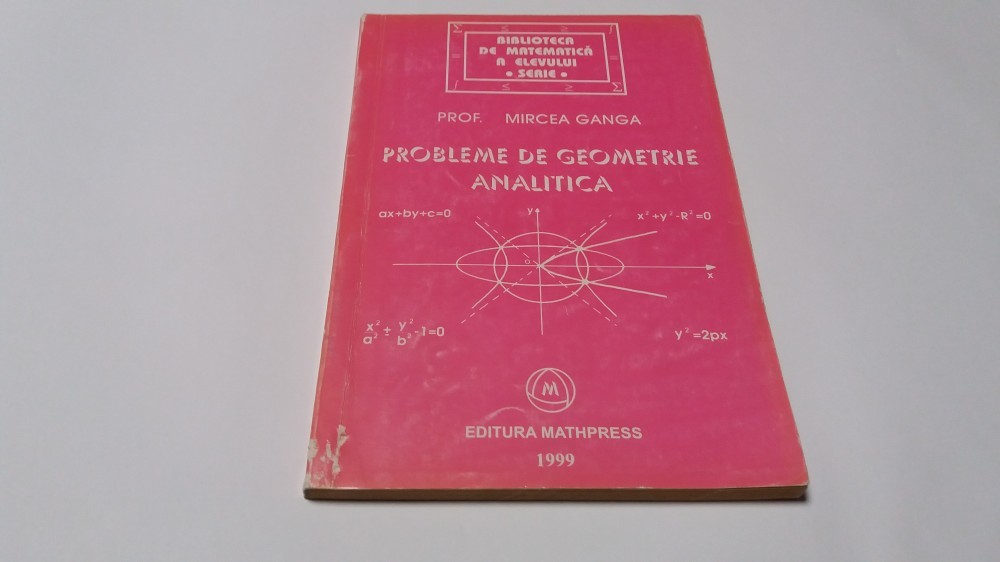 Σ ≤ ≥ /
BIBLIOTECA
DE MATEMATICĂ
A ELEVULUI
• SERIE •
/ ≤ ≥ Σ
PROF. MIRCEA GANGA
PROBLEME DE GEOMETRIE
ANALITICA
ax+by+c=0
y
x²+y²-R²=0
o
x
x²/a² ± y²/b² -1=0
y²=2px
M
EDITURA MATHPRESS
1999